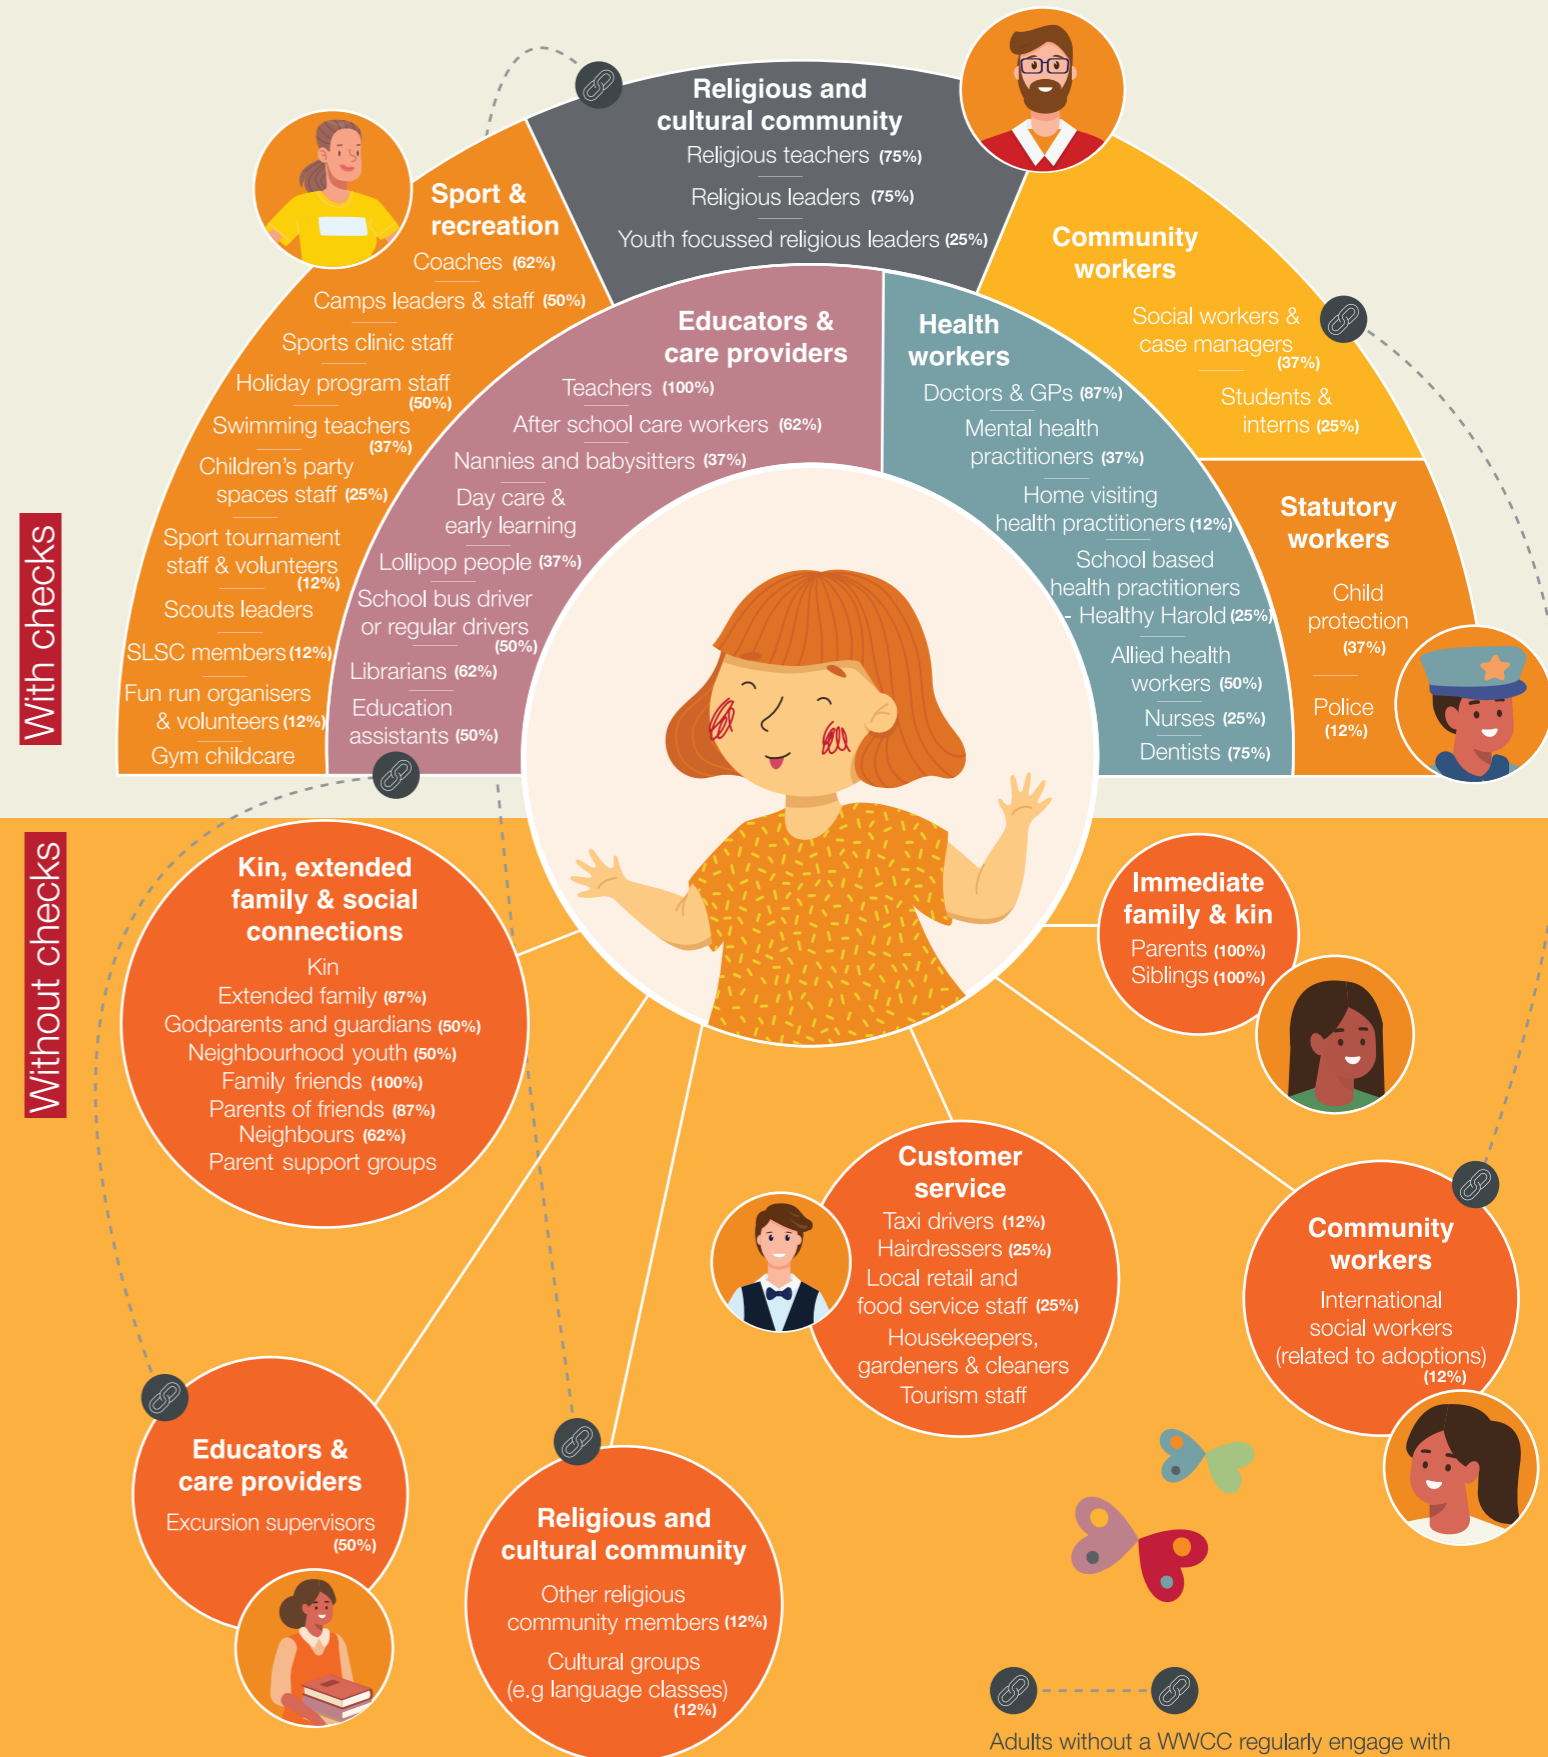 Religious and
cultural community
Religious teachers (75%)
Religious leaders (75%)
Youth focussed religious leaders (25%)
Sport &
recreation
Coaches (62%)
Camps leaders & staff (50%)
Sports clinic staff
Holiday program staff
(50%)
Swimming teachers
(37%)
Children's party
spaces staff (25%)
Sport tournament
staff & volunteers
(12%)
Scouts leaders
SLSC members (12%)
Fun run organisers
& volunteers (12%)
Gym childcare
Educators &
care providers
Teachers (100%)
After school care workers (62%)
Nannies and babysitters (37%)
Day care &
early learning
Lollipop people (37%)
School bus driver
or regular drivers
(50%)
Librarians (62%)
Education
assistants (50%)
Health
workers
Doctors & GPs (87%)
Mental health
practitioners (37%)
Home visiting
health practitioners (12%)
School based
health practitioners
- Healthy Harold (25%)
Allied health
workers (50%)
Nurses (25%)
Dentists (75%)
Community
workers
Social workers &
case managers
(37%)
Students &
interns (25%)
Statutory
workers
Child
protection
(37%)
Police
(12%)
With checks
Without checks
Kin, extended
family & social
connections
Kin
Extended family (87%)
Godparents and guardians (50%)
Neighbourhood youth (50%)
Family friends (100%)
Parents of friends (87%)
Neighbours (62%)
Parent support groups
Immediate
family & kin
Parents (100%)
Siblings (100%)
Customer
service
Taxi drivers (12%)
Hairdressers (25%)
Local retail and
food service staff (25%)
Housekeepers,
gardeners & cleaners
Tourism staff
Community
workers
International
social workers
(related to adoptions)
(12%)
Educators &
care providers
Excursion supervisors
(50%)
Religious and
cultural community
Other religious
community members (12%)
Cultural groups
(e.g language classes)
(12%)
Adults without a WWCC regularly engage with